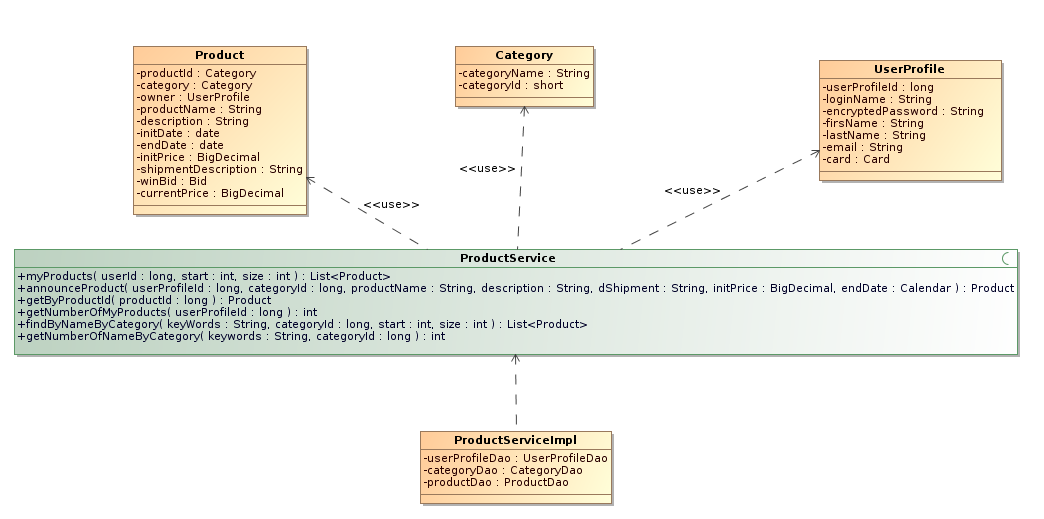 Product
-productId : Category
-category : Category
-owner : UserProfile
-productName : String
-description : String
-initDate : date
-endDate : date
-initPrice : BigDecimal
-shipmentDescription : String
-winBid : Bid
-currentPrice : BigDecimal
Category
-categoryName : String
-categoryId : short
UserProfile
-userProfileId : long
-loginName : String
-encryptedPassword : String
-firsName : String
-lastName : String
-email : String
-card : Card
<<use>>
<<use>>
<<use>>
ProductService
+myProducts( userId : long, start : int, size : int ) : List<Product>
+announceProduct( userProfileId : long, categoryId : long, productName : String, description : String, dShipment : String, initPrice : BigDecimal, endDate : Calendar ) : Product
+getByProductId( productId : long ) : Product
+getNumberOfMyProducts( userProfileId : long ) : int
+findByNameByCategory( keyWords : String, categoryId : long, start : int, size : int ) : List<Product>
+getNumberOfNameByCategory( keywords : String, categoryId : long ) : int
ProductServiceImpl
-userProfileDao : UserProfileDao
-categoryDao : CategoryDao
-productDao : ProductDao